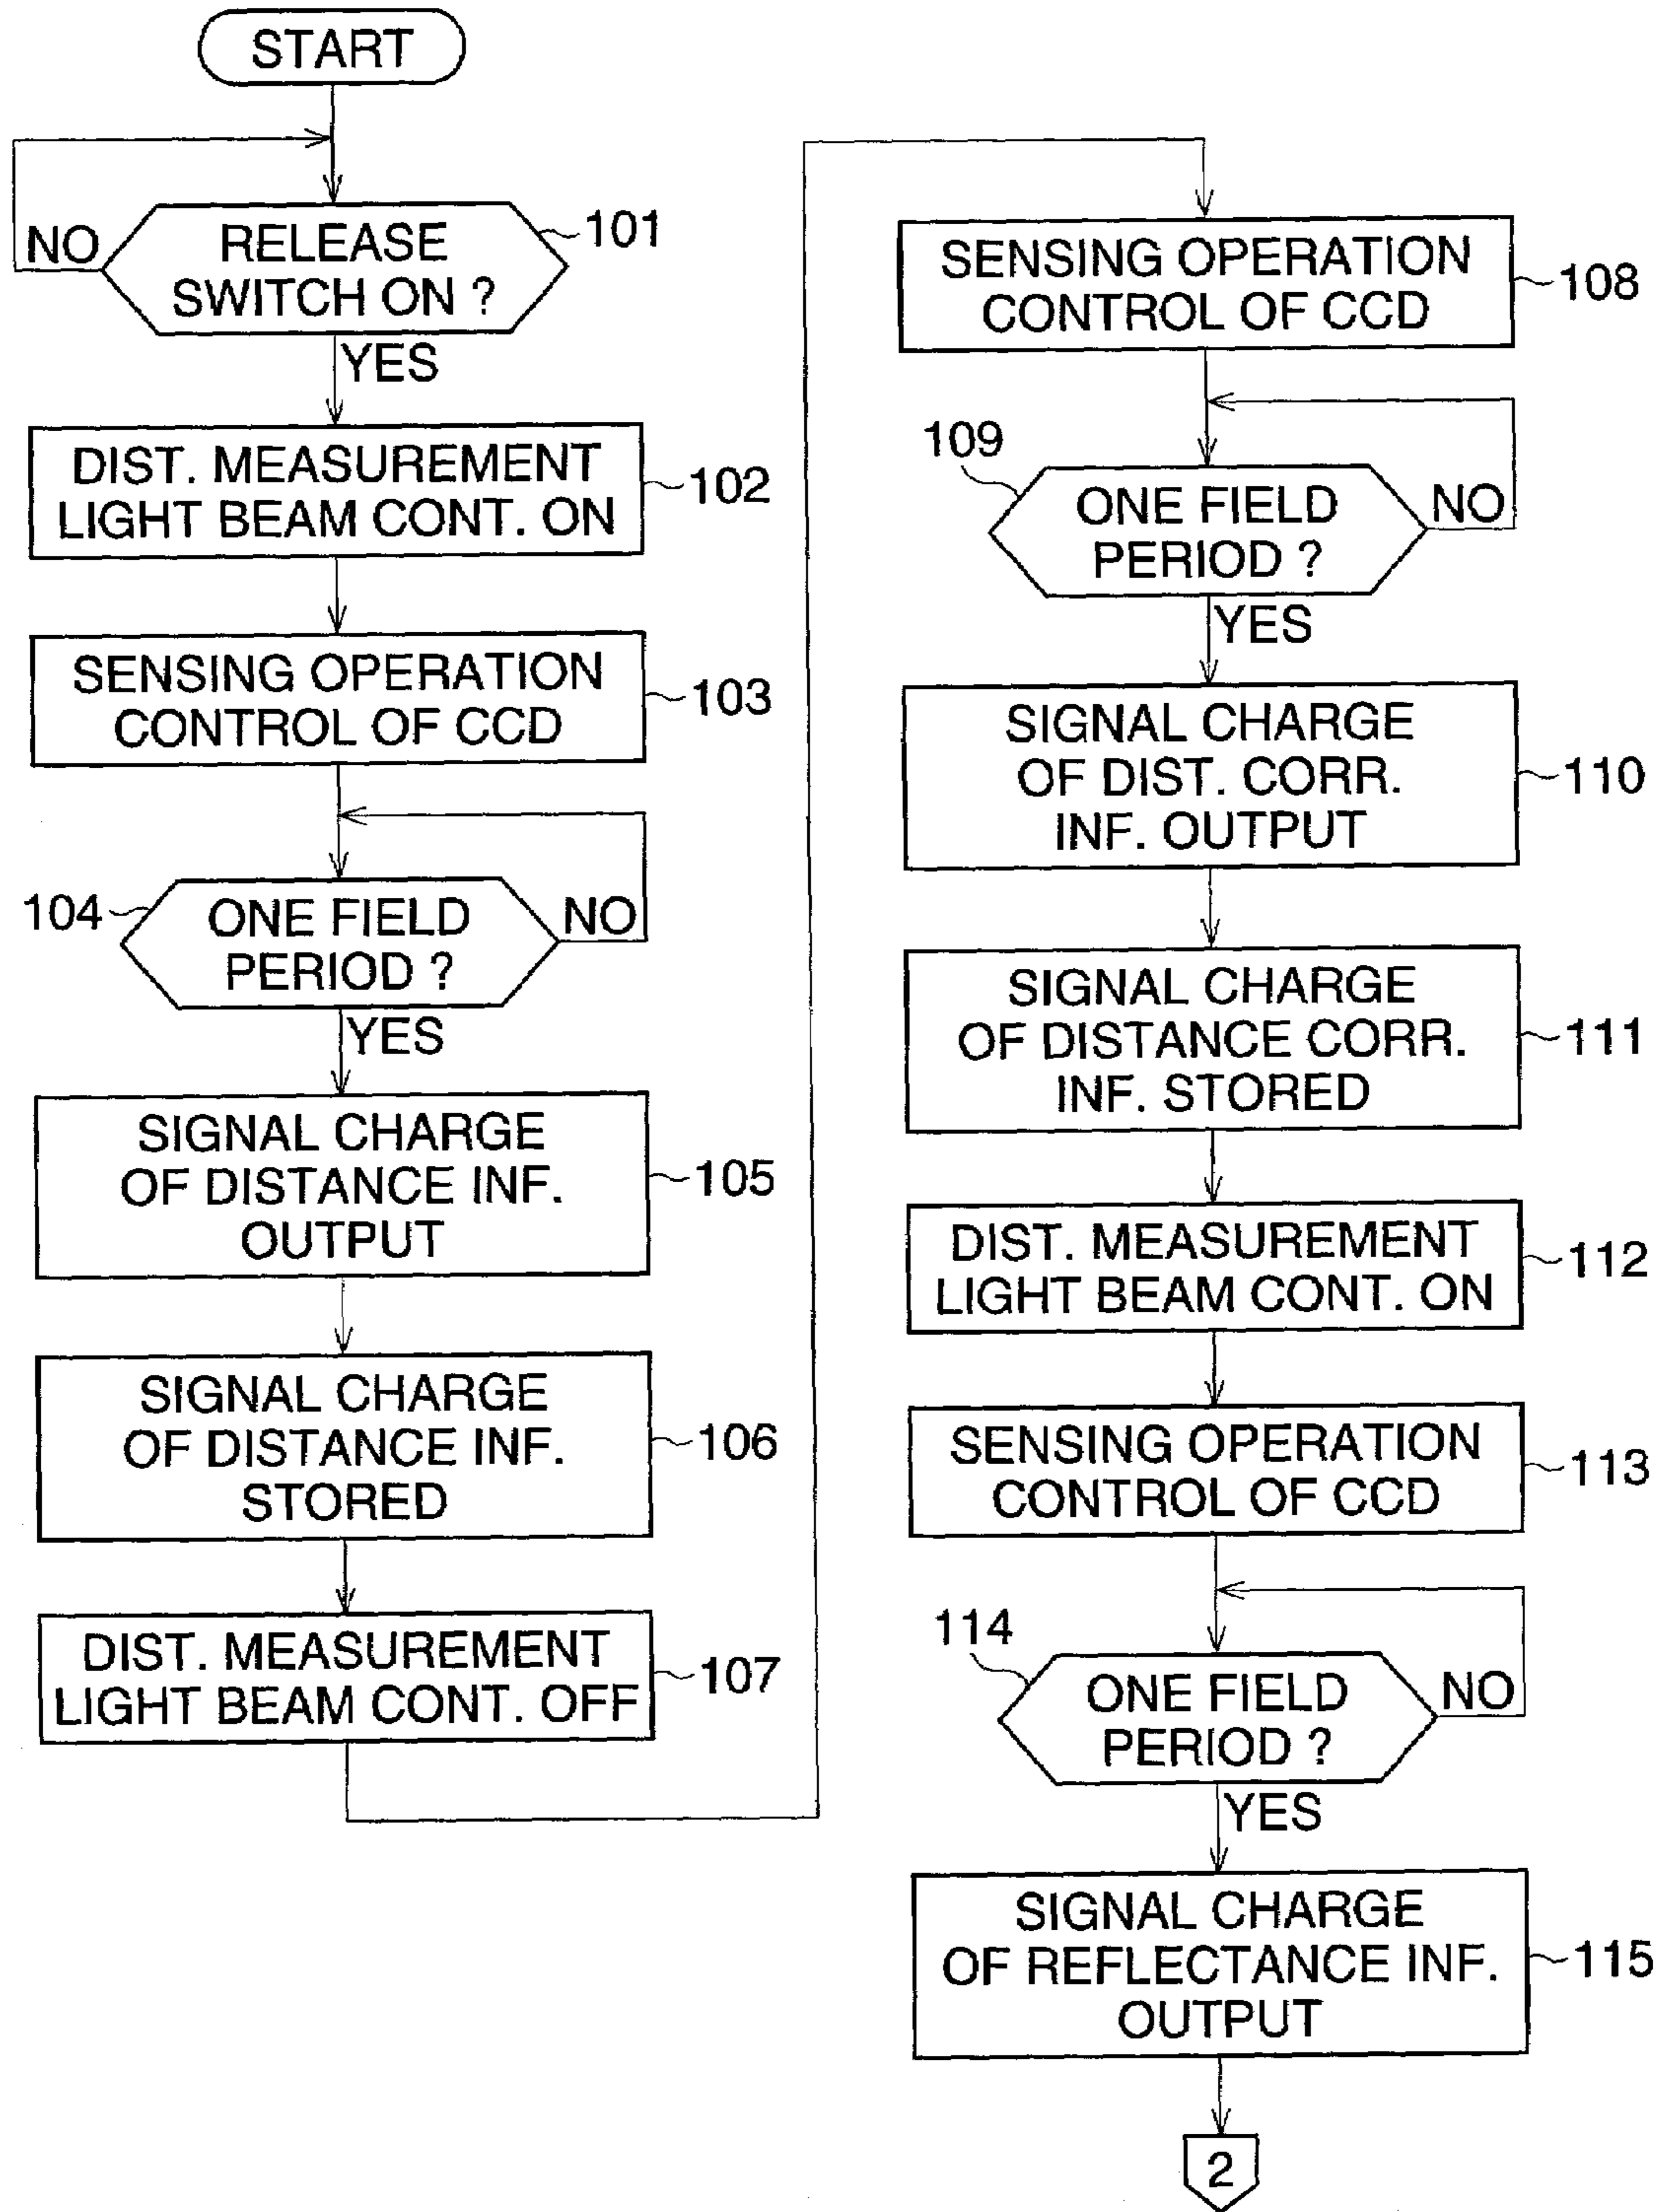 START
NO
RELEASE
SWITCH ON ?
101
YES
DIST. MEASUREMENT
LIGHT BEAM CONT. ON
102
SENSING OPERATION
CONTROL OF CCD
103
104
ONE FIELD
PERIOD ?
NO
YES
SIGNAL CHARGE
OF DISTANCE INF.
OUTPUT
105
SIGNAL CHARGE
OF DISTANCE INF.
STORED
106
DIST. MEASUREMENT
LIGHT BEAM CONT. OFF
107
SENSING OPERATION
CONTROL OF CCD
108
109
ONE FIELD
PERIOD ?
NO
YES
SIGNAL CHARGE
OF DIST. CORR.
INF. OUTPUT
110
SIGNAL CHARGE
OF DISTANCE CORR.
INF. STORED
111
DIST. MEASUREMENT
LIGHT BEAM CONT. ON
112
SENSING OPERATION
CONTROL OF CCD
113
114
ONE FIELD
PERIOD ?
NO
YES
SIGNAL CHARGE
OF REFLECTANCE INF.
OUTPUT
115
2